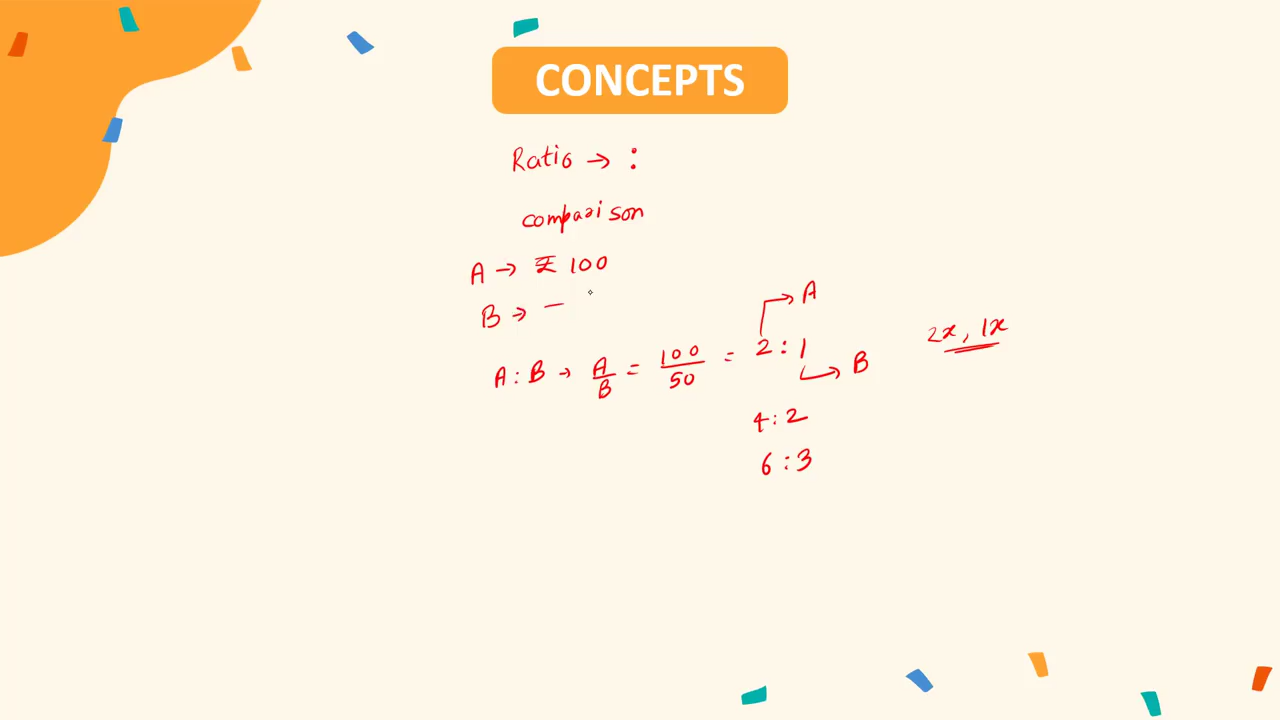 CONCEPTS
Ratio → :
comparison
A → ₹ 100
B → –
A : B → A/B = 100/50 = 2 : 1
→ A
→ B
2x, 1x
4 : 2
6 : 3